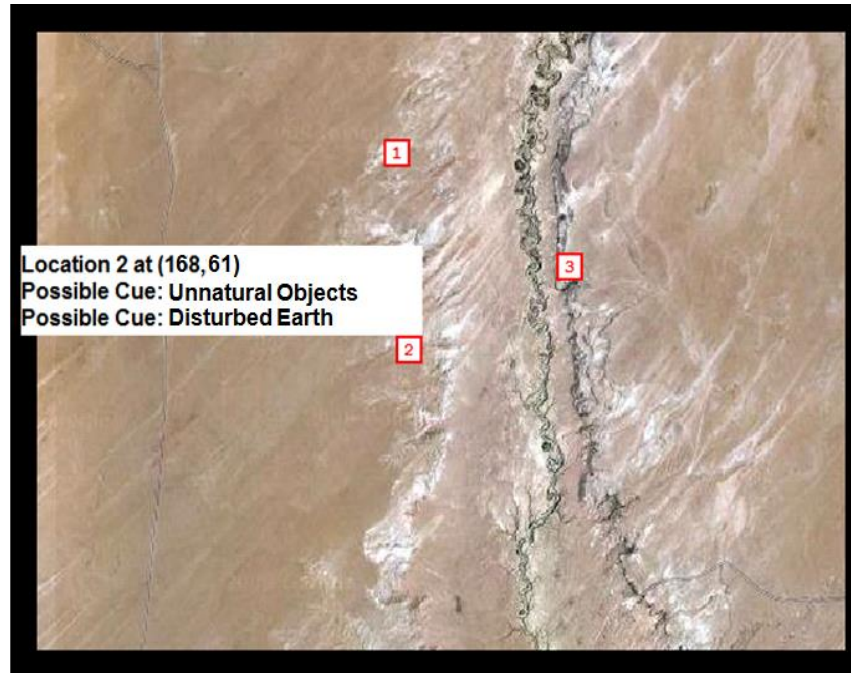 1
Location 2 at (168,61)
Possible Cue: Unnatural Objects
Possible Cue: Disturbed Earth
3
2